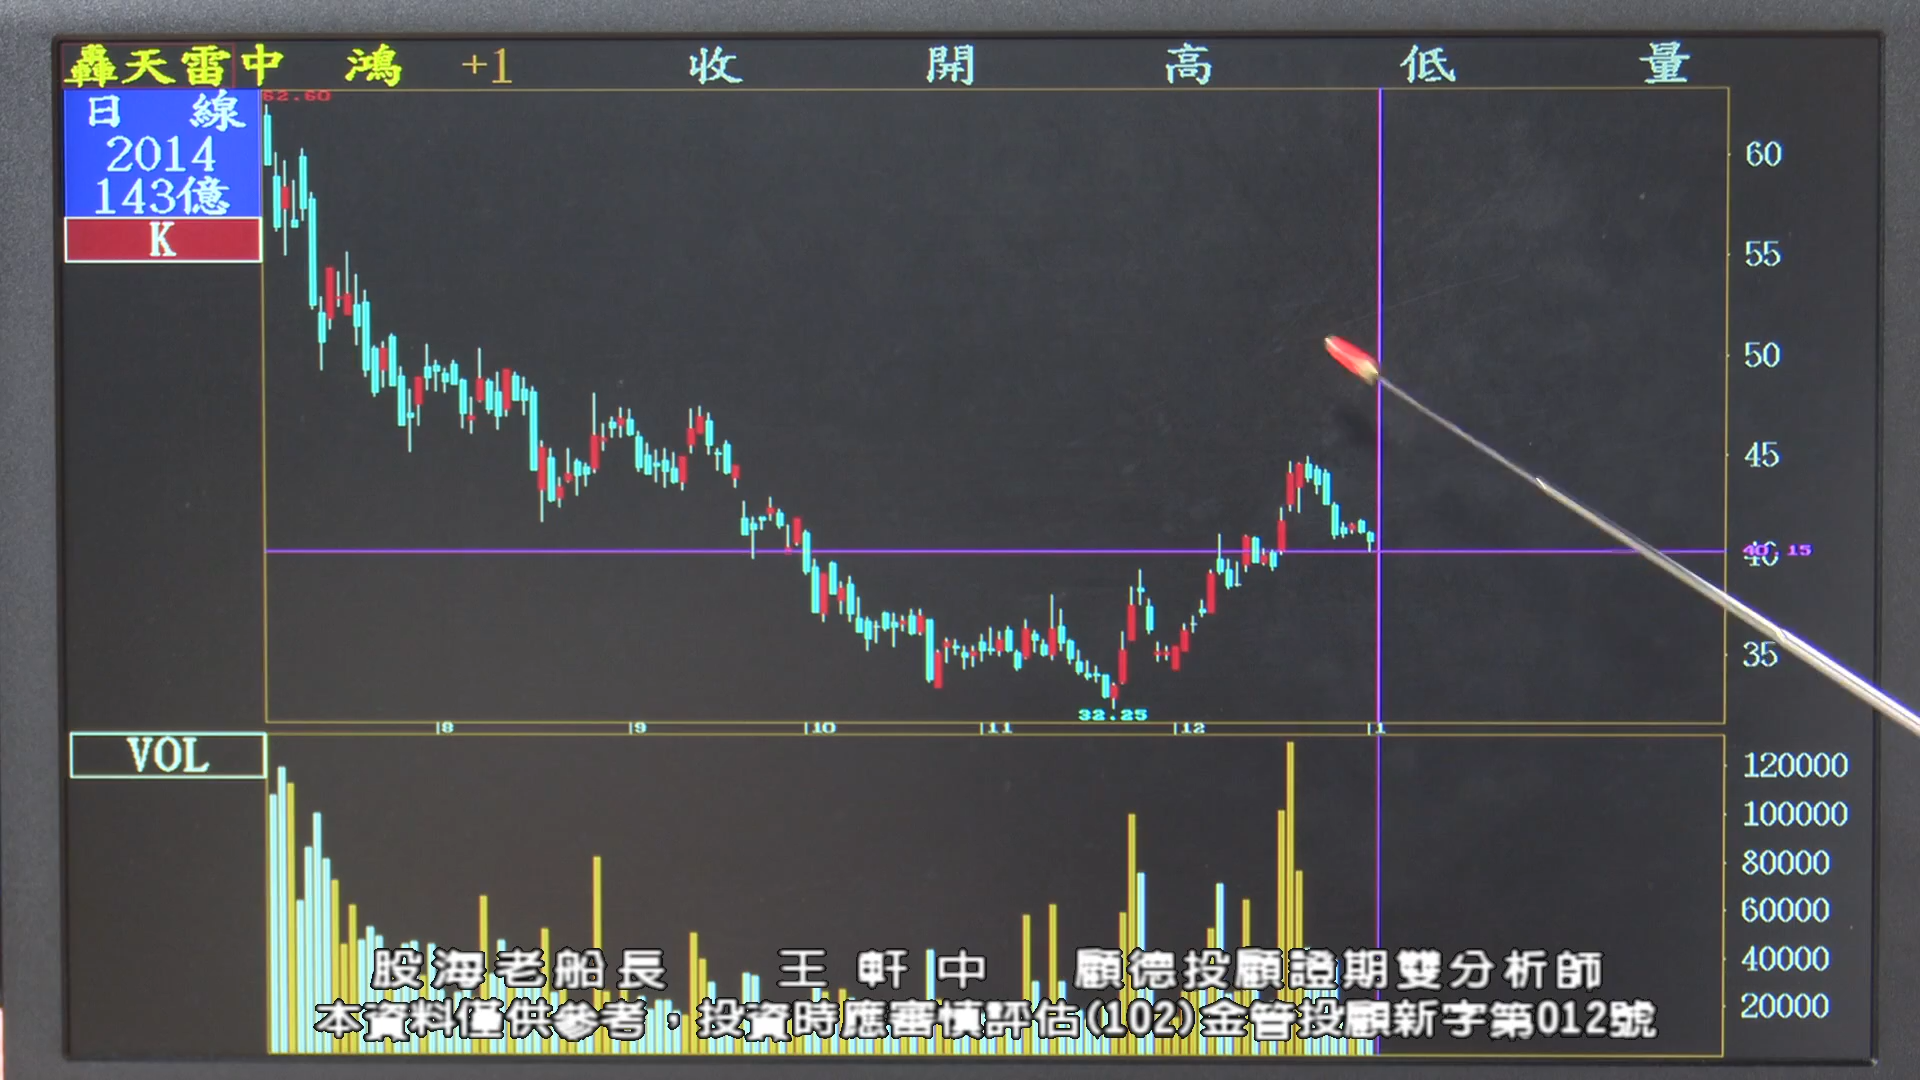 轟天雷中 鴻 +1 收 開 高 低 量
日 線
2014
143億
K
62.60
60
55
50
45
40
40.15
35
32.25
8 9 10 11 12 1
VOL
120000
100000
80000
60000
40000
20000
股海老船長 王軒中 顧德投顧證期雙分析師
本資料僅供參考，投資時應審慎評估(102)金管投顧新字第012號